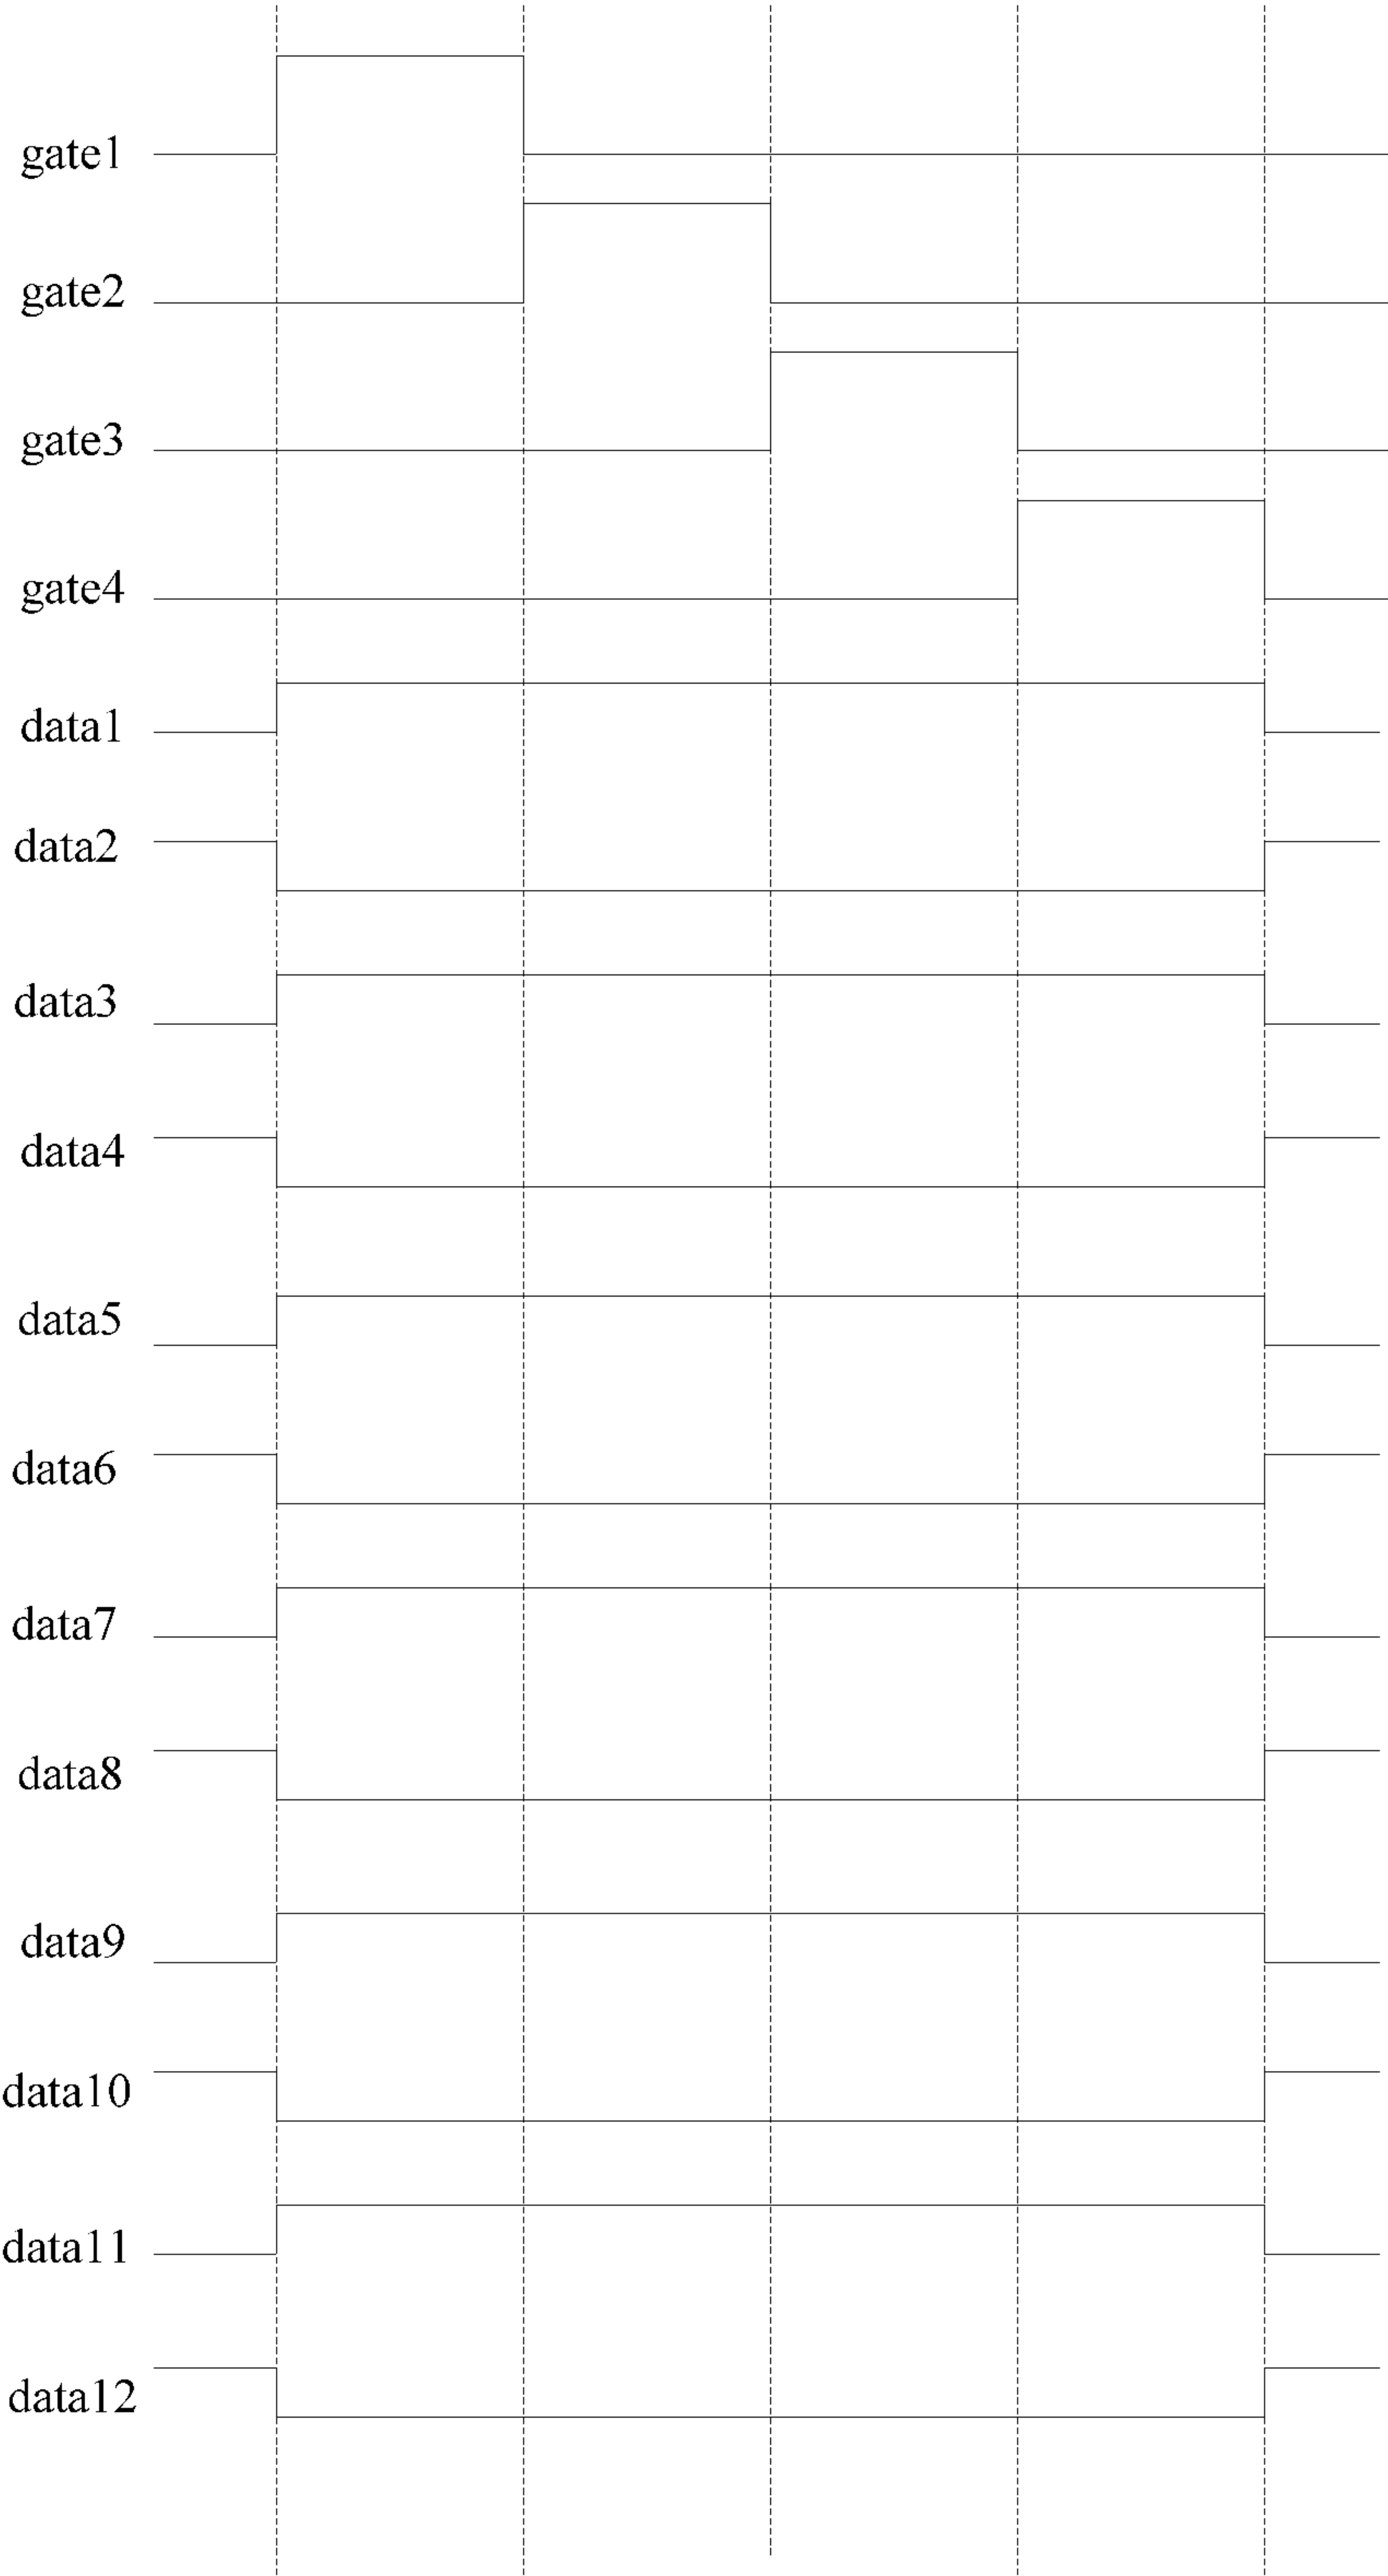 gate1
gate2
gate3
gate4
data1
data2
data3
data4
data5
data6
data7
data8
data9
data10
data11
data12